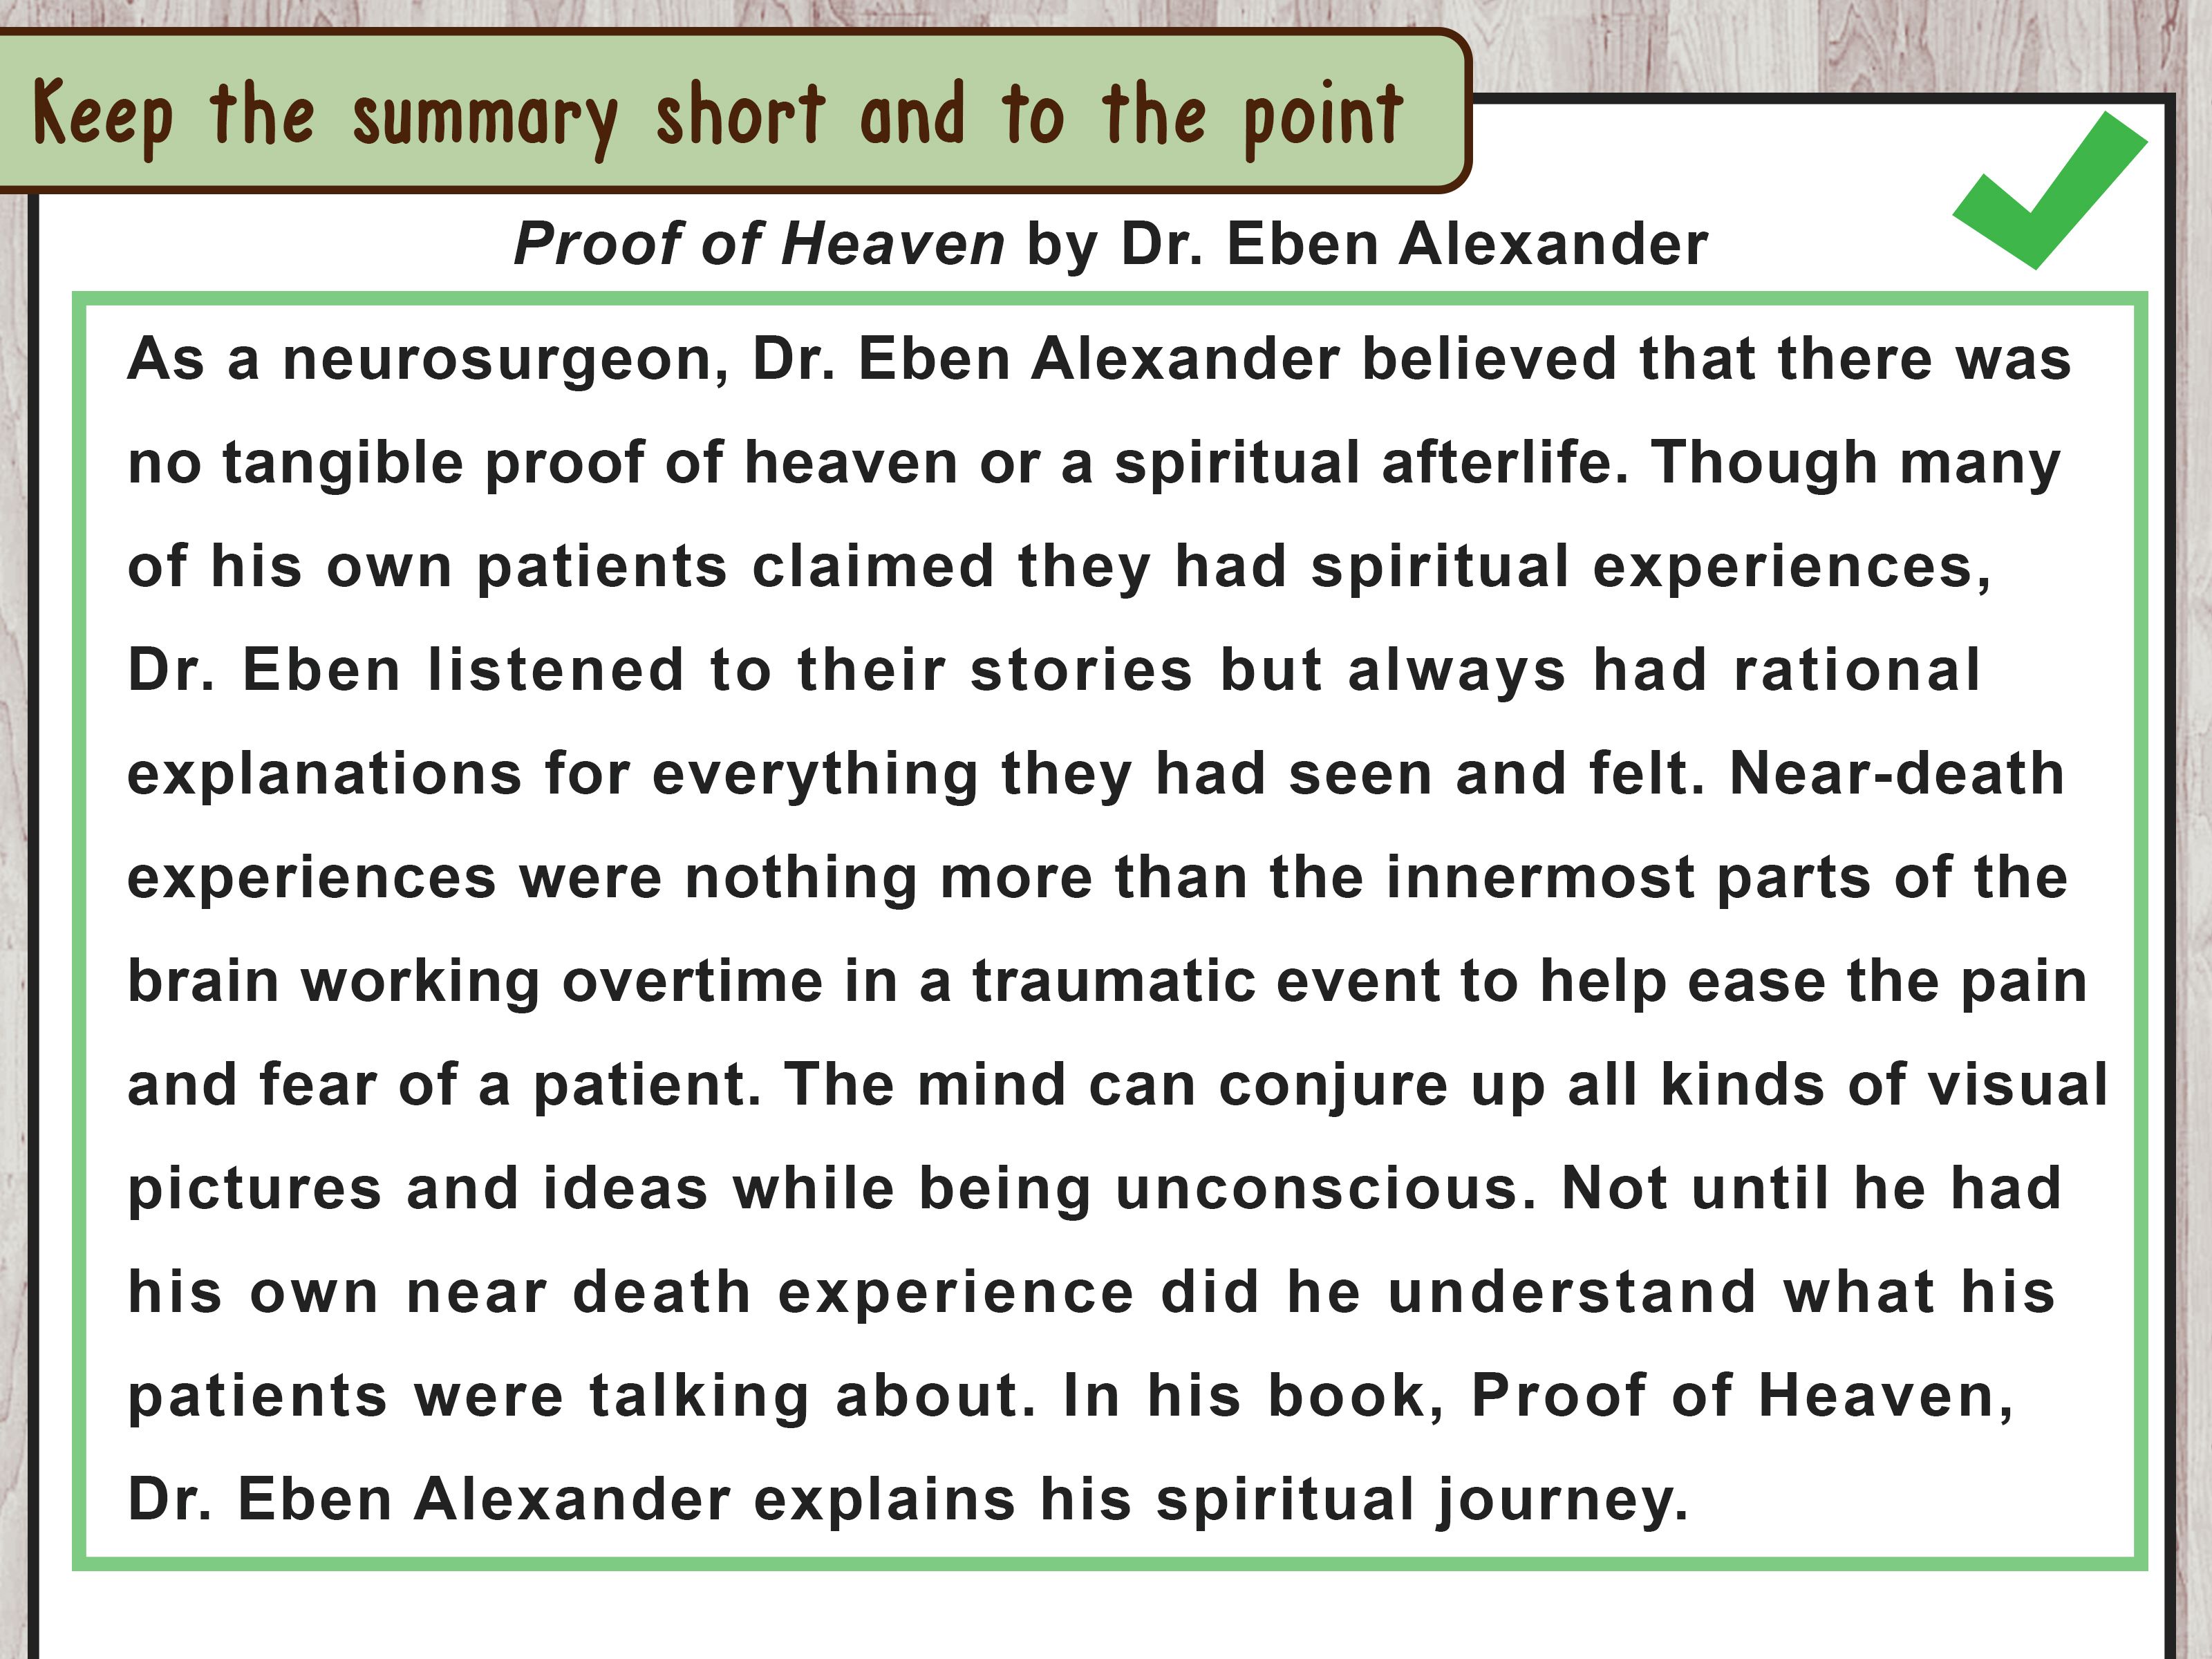 Keep the summary short and to the point
Proof of Heaven by Dr. Eben Alexander
As a neurosurgeon, Dr. Eben Alexander believed that there was
no tangible proof of heaven or a spiritual afterlife. Though many
of his own patients claimed they had spiritual experiences,
Dr. Eben listened to their stories but always had rational
explanations for everything they had seen and felt. Near-death
experiences were nothing more than the innermost parts of the
brain working overtime in a traumatic event to help ease the pain
and fear of a patient. The mind can conjure up all kinds of visual
pictures and ideas while being unconscious. Not until he had
his own near death experience did he understand what his
patients were talking about. In his book, Proof of Heaven,
Dr. Eben Alexander explains his spiritual journey.